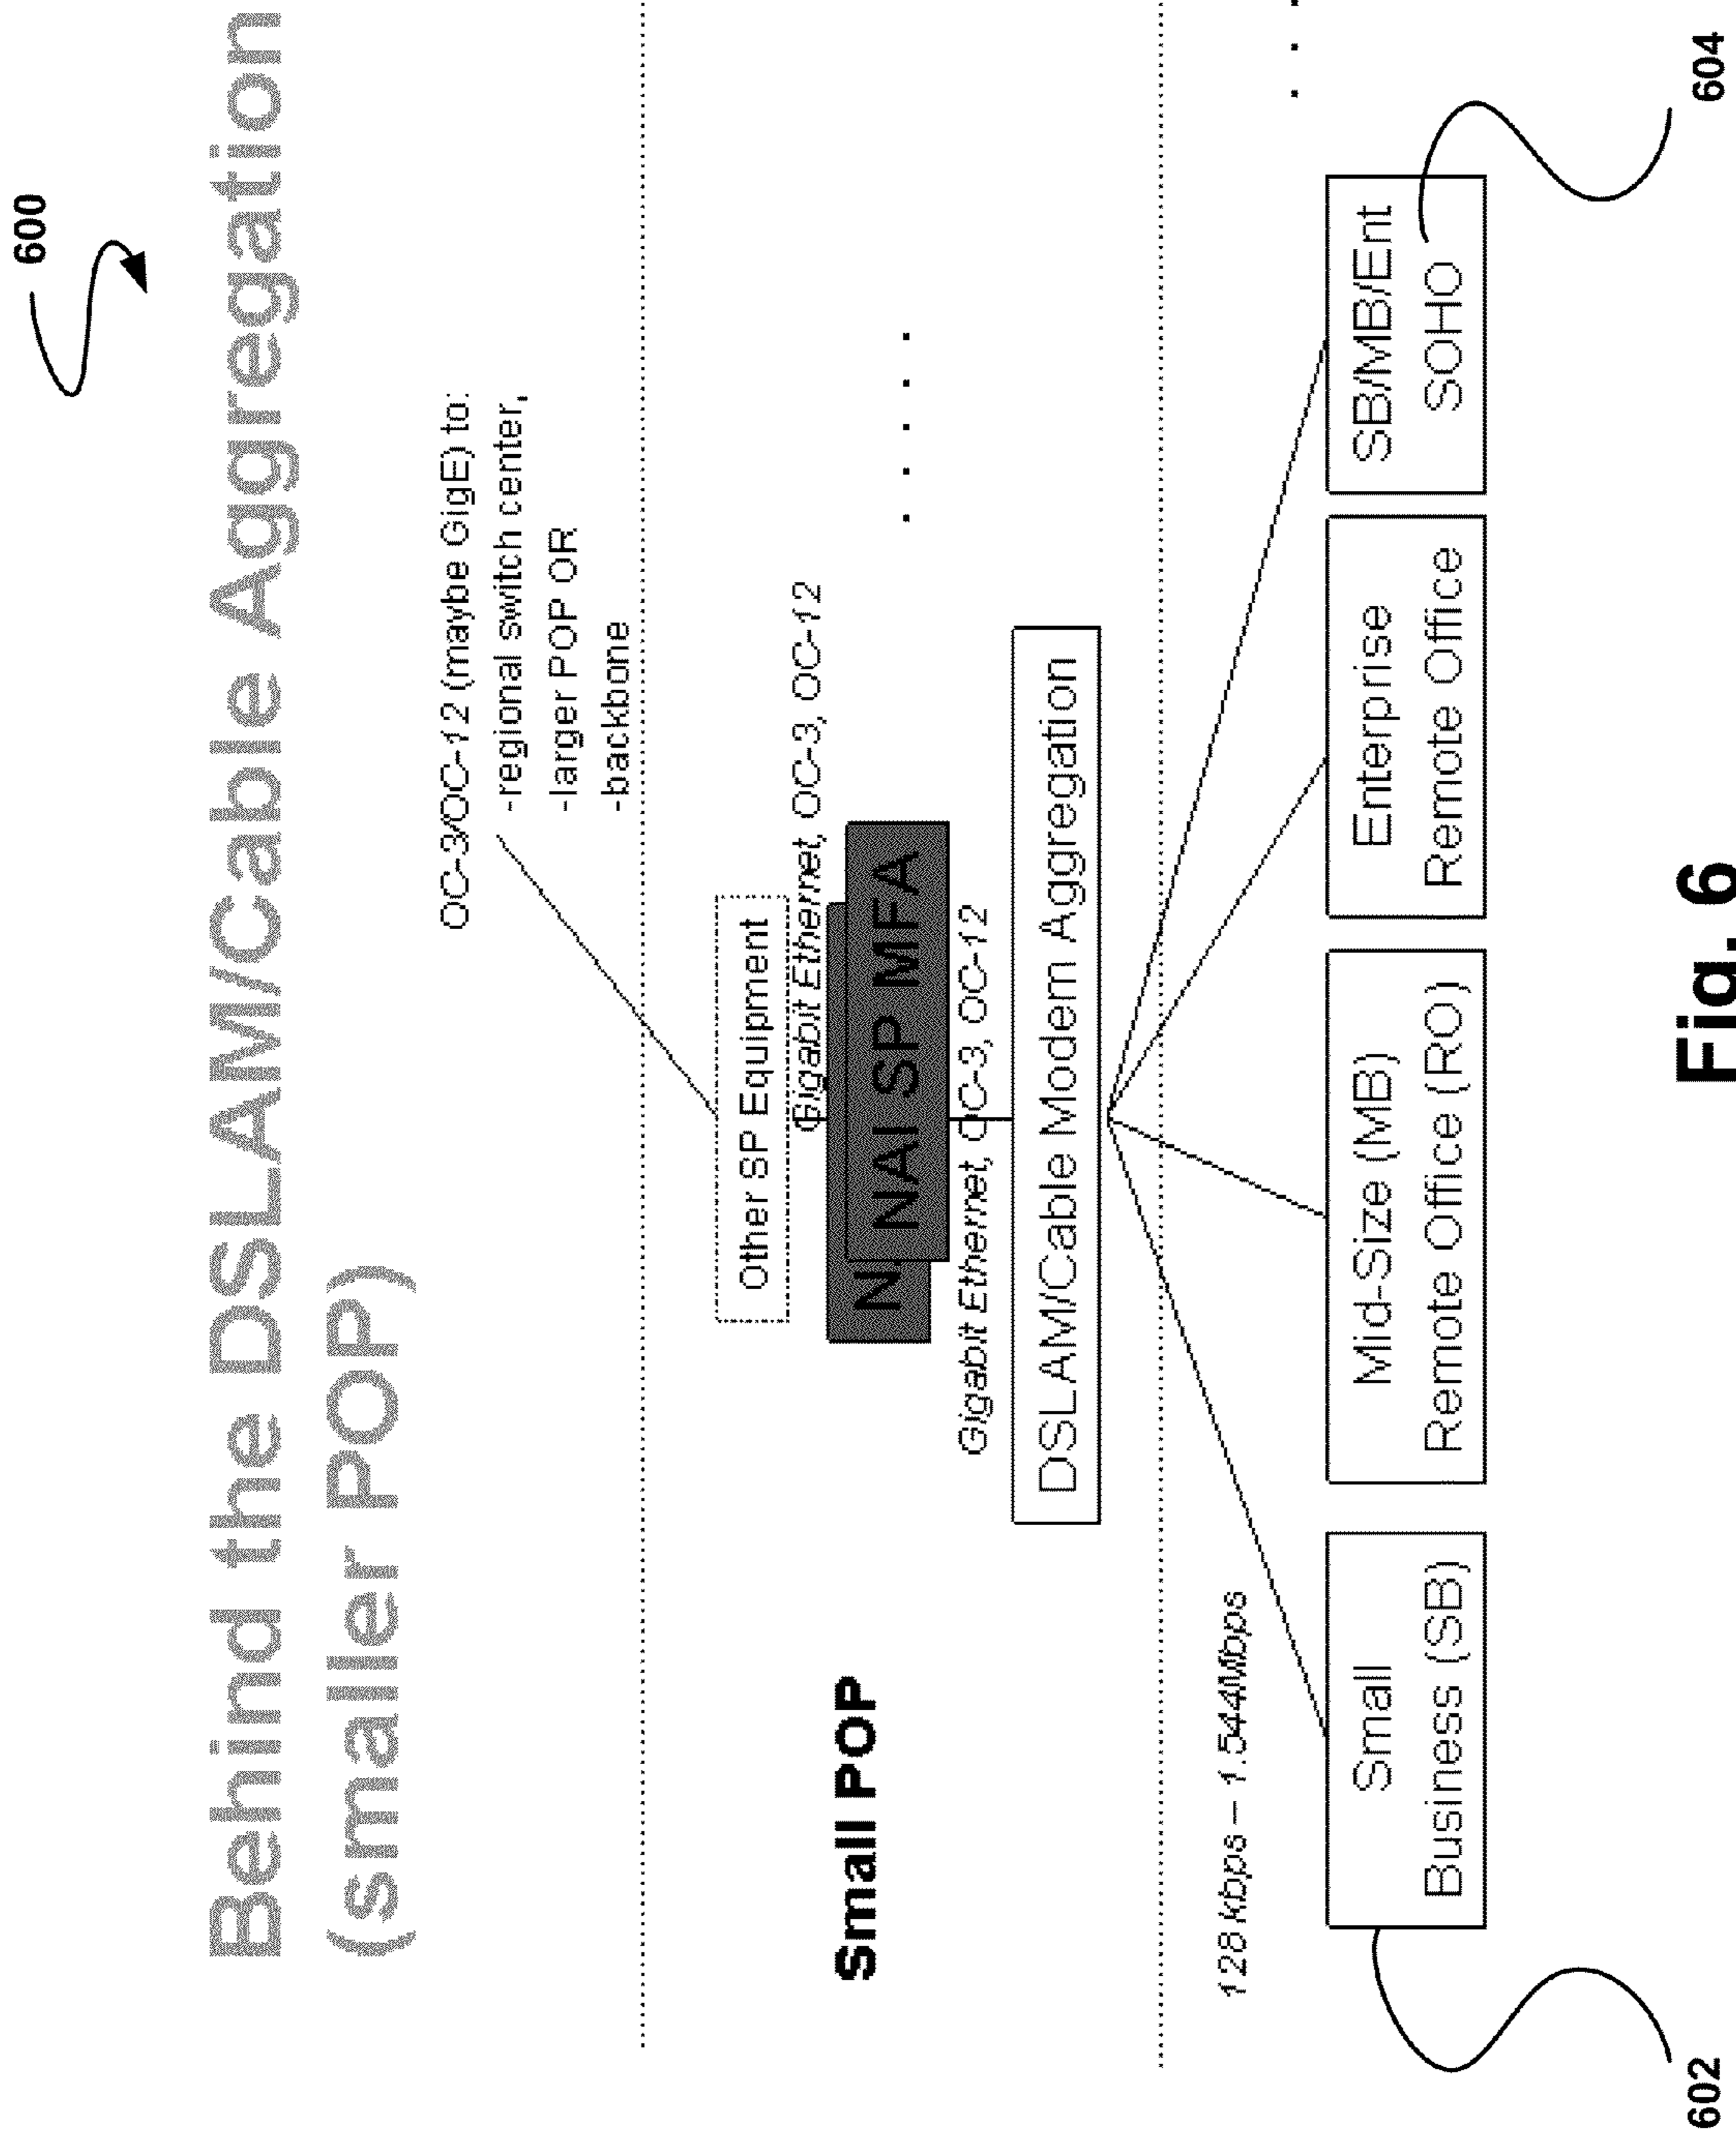 600
Behind the DSLAM/Cable Aggregation
(smaller POP)
OC-3/OC-12 (maybe GigE) to:
-regional switch center,
-larger POP OR
-backbone
Other SP Equipment
Gigabit Ethernet, OC-3, OC-12
Small POP
N
NAI SP MFA
. . . . .
Gigabit Ethernet, OC-3, OC-12
DSLAM/Cable Modem Aggregation
128 kbps – 1.544Mbps
Small
Business (SB)
Mid-Size (MB)
Remote Office (RO)
Enterprise
Remote Office
SB/MB/Ent
SOHO
. . .
602
604
Fig. 6